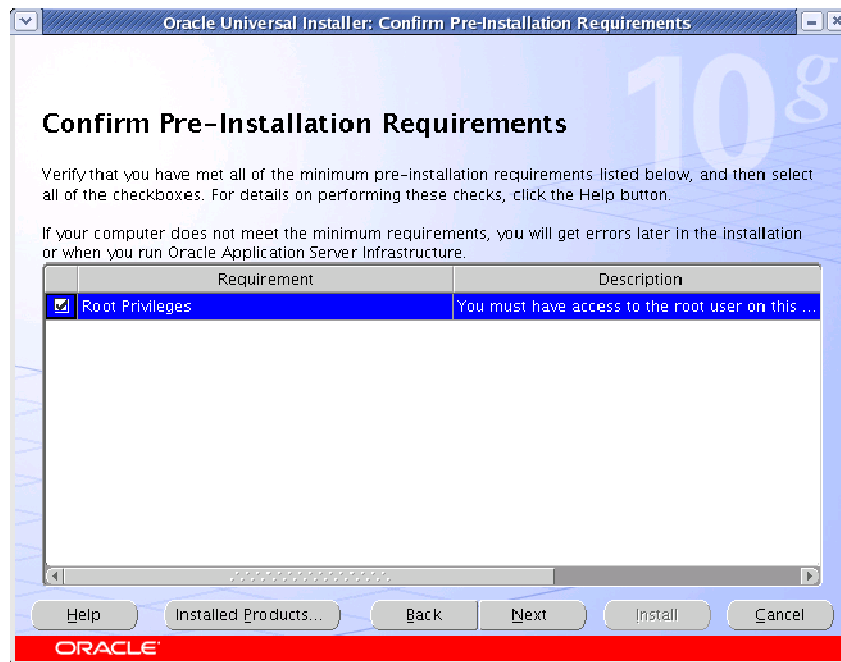 Oracle Universal Installer: Confirm Pre-Installation Requirements
10g
Confirm Pre-Installation Requirements
Verify that you have met all of the minimum pre-installation requirements listed below, and then select
all of the checkboxes. For details on performing these checks, click the Help button.
If your computer does not meet the minimum requirements, you will get errors later in the installation
or when you run Oracle Application Server Infrastructure.
Requirement Description
Root Privileges You must have access to the root user on this ...
Help Installed Products... Back Next Install Cancel
ORACLE